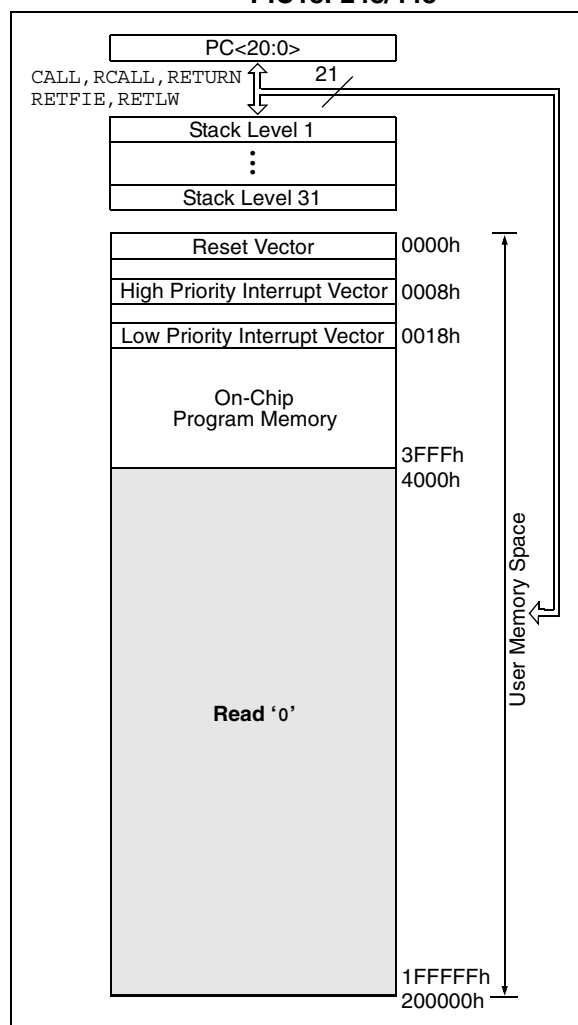 PC<20:0>
CALL,RCALL,RETURN
RETFIE,RETLW
21
Stack Level 1
Stack Level 31
Reset Vector
0000h
High Priority Interrupt Vector
0008h
Low Priority Interrupt Vector
0018h
On-Chip
Program Memory
3FFFh
4000h
User Memory Space
Read ‘0’
1FFFFFh
200000h